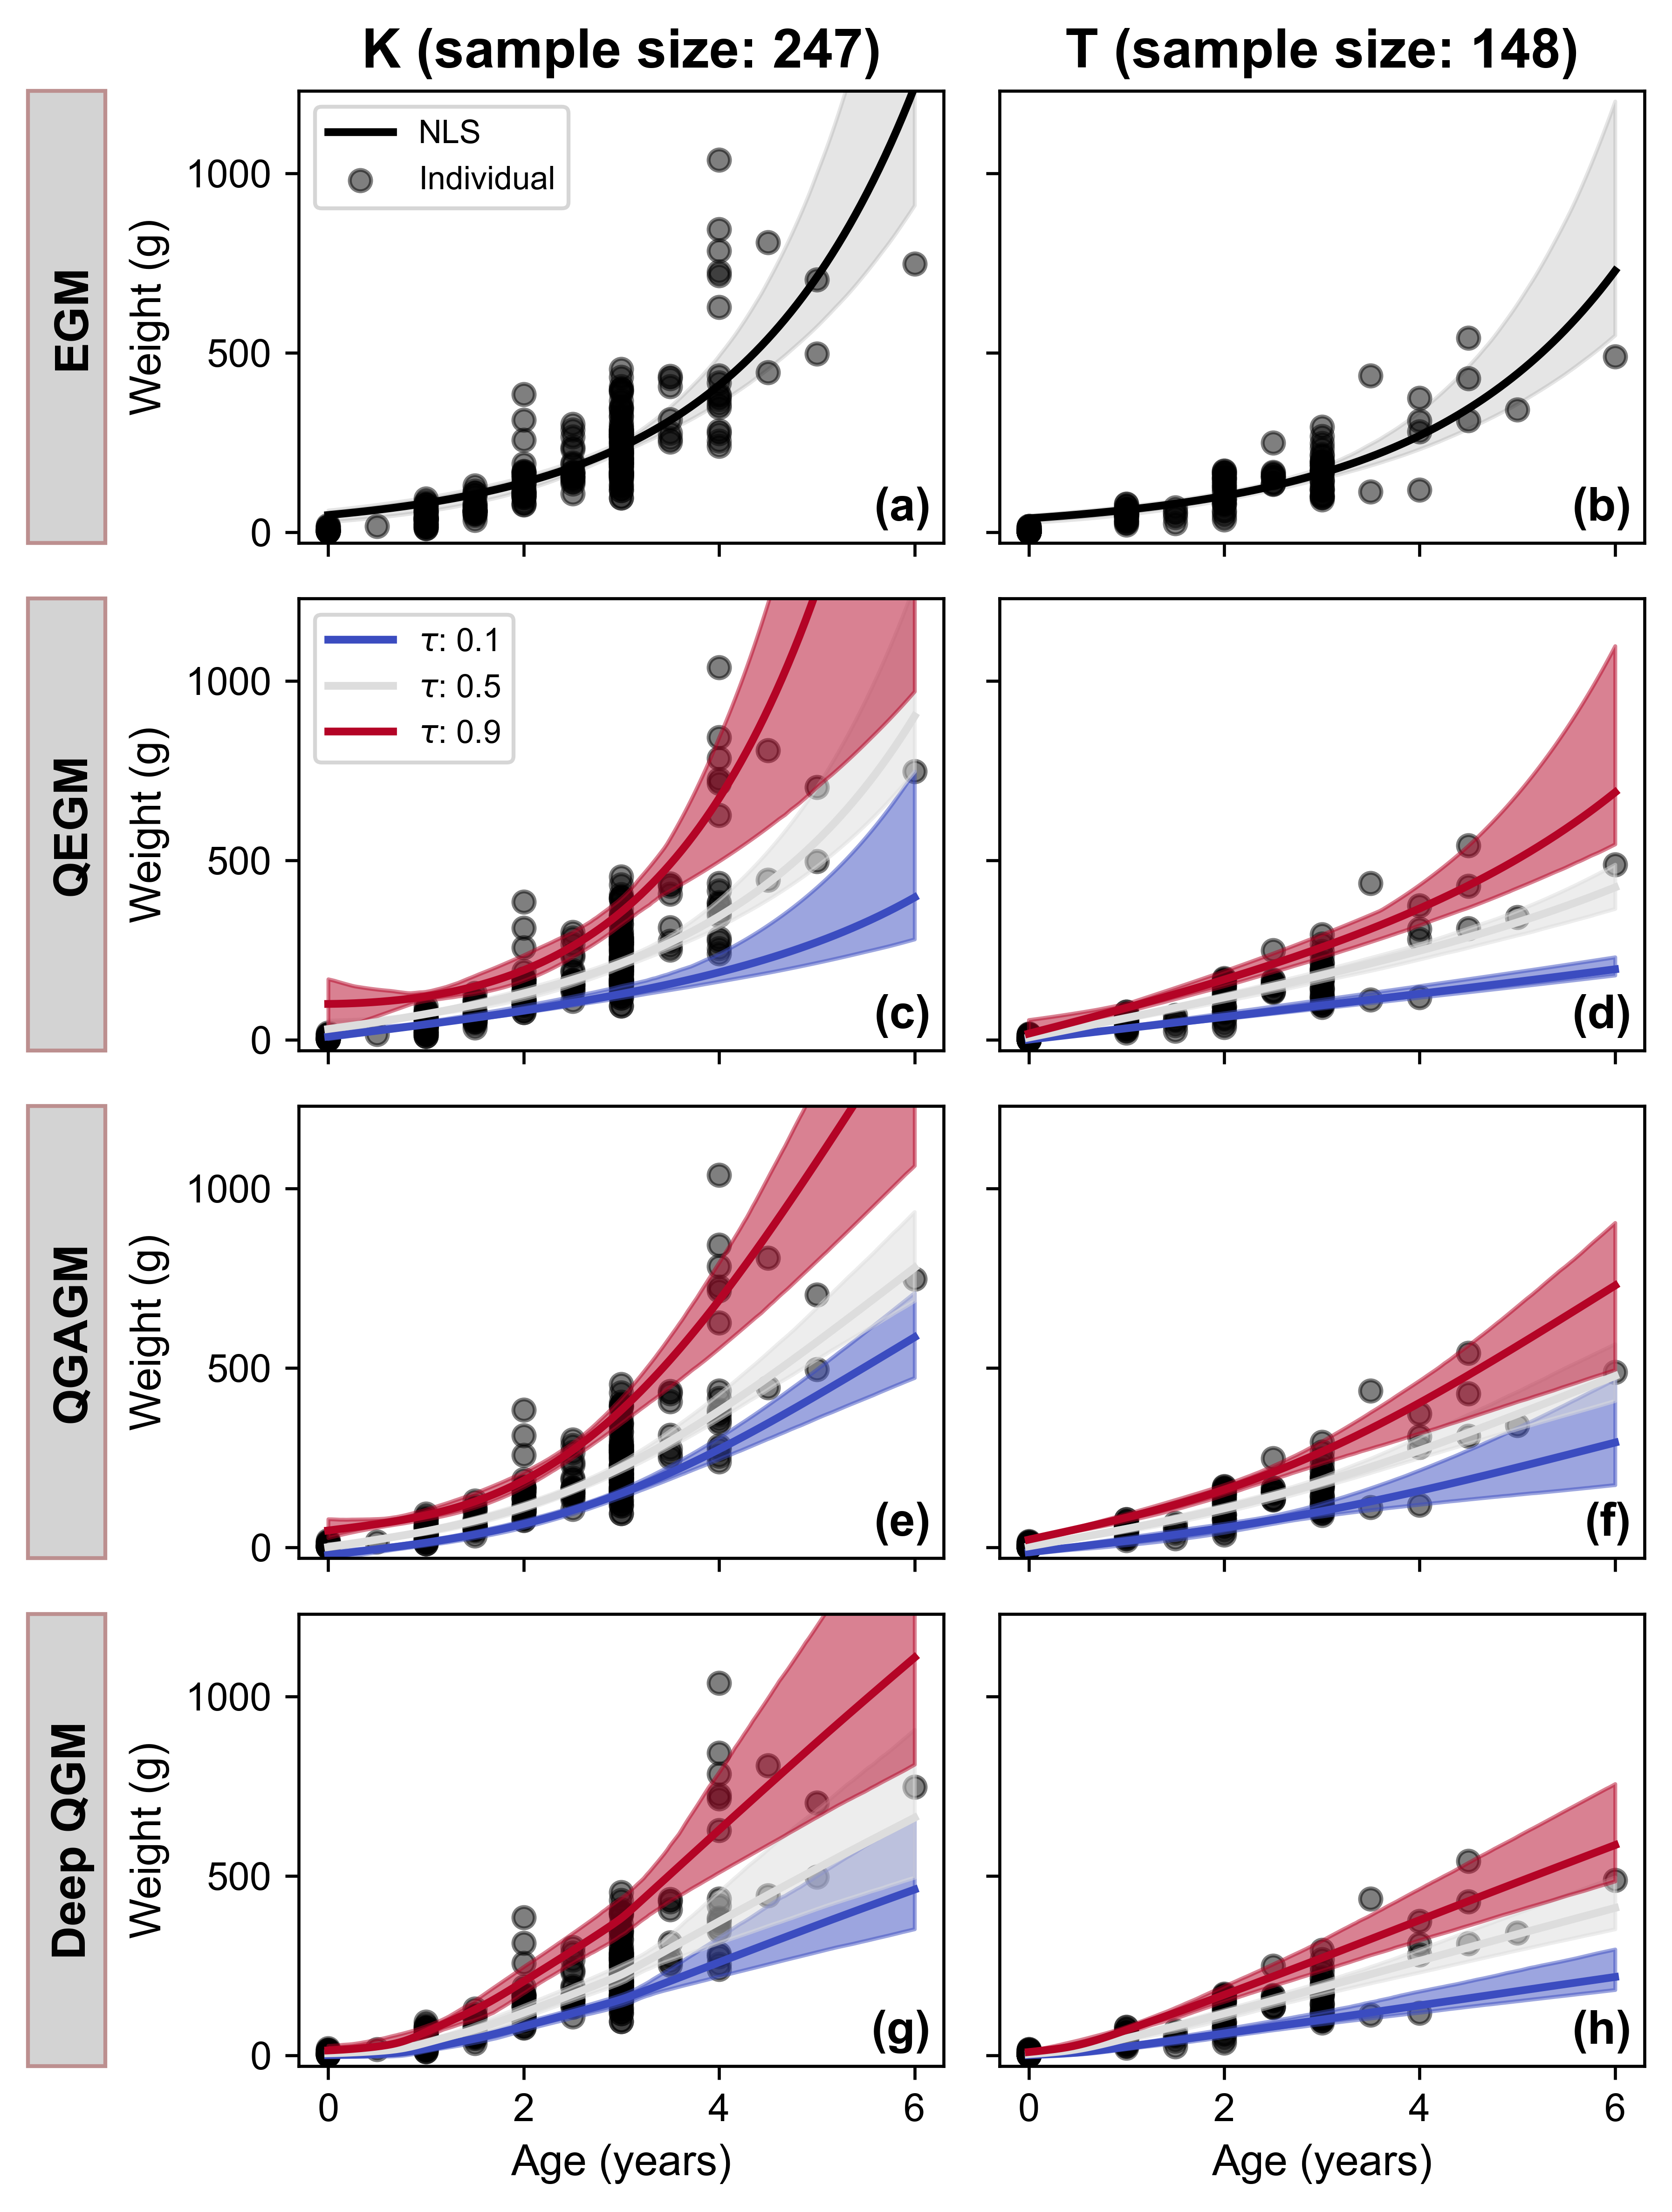 K (sample size: 247)
T (sample size: 148)
EGM
Weight (g)
1000
500
0
NLS
Individual
(a)
(b)
QEGM
Weight (g)
1000
500
0
τ: 0.1
τ: 0.5
τ: 0.9
(c)
(d)
QGAGM
Weight (g)
1000
500
0
(e)
(f)
Deep QGM
Weight (g)
1000
500
0
(g)
(h)
0 2 4 6
0 2 4 6
Age (years)
Age (years)